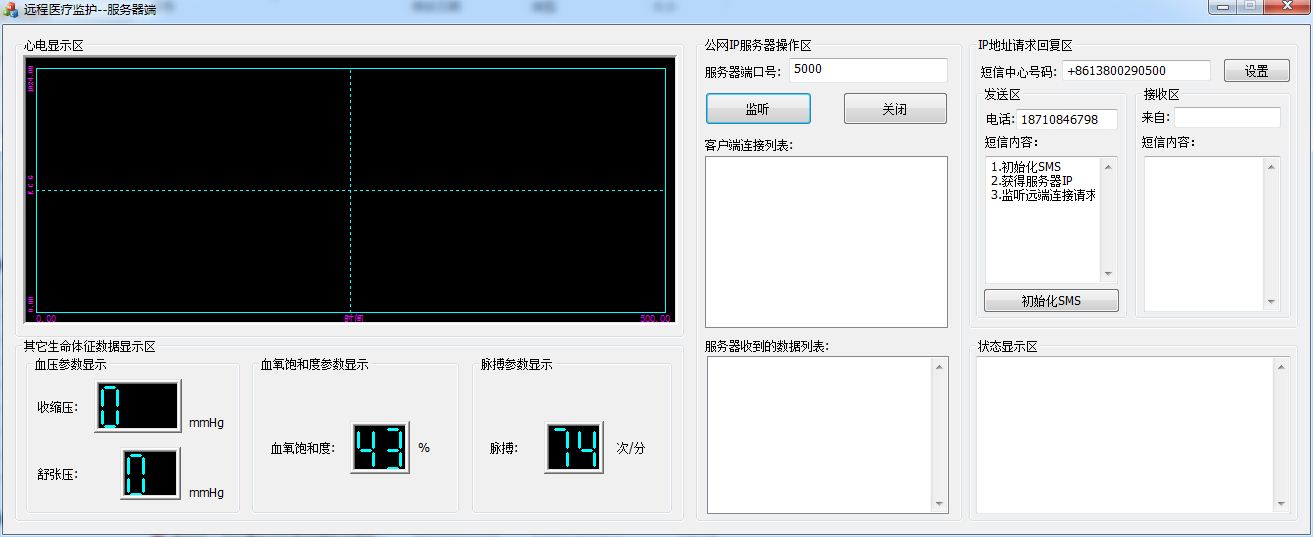 远程医疗监护--服务器端
心电显示区
1024.00
0.00
0.00
时间
500.00
其它生命体征数据显示区
血压参数显示
收缩压:
0
mmHg
舒张压:
0
mmHg
血氧饱和度参数显示
血氧饱和度:
43
%
脉搏参数显示
脉搏:
74
次/分
公网IP服务器操作区
服务器端口号:
5000
监听
关闭
客户端连接列表:
服务器收到的数据列表:
IP地址请求回复区
短信中心号码:
+8613800290500
设置
发送区
电话:
18710846798
短信内容:
1.初始化SMS
2.获得服务器IP
3.监听远端连接请求
初始化SMS
接收区
来自:
短信内容:
状态显示区